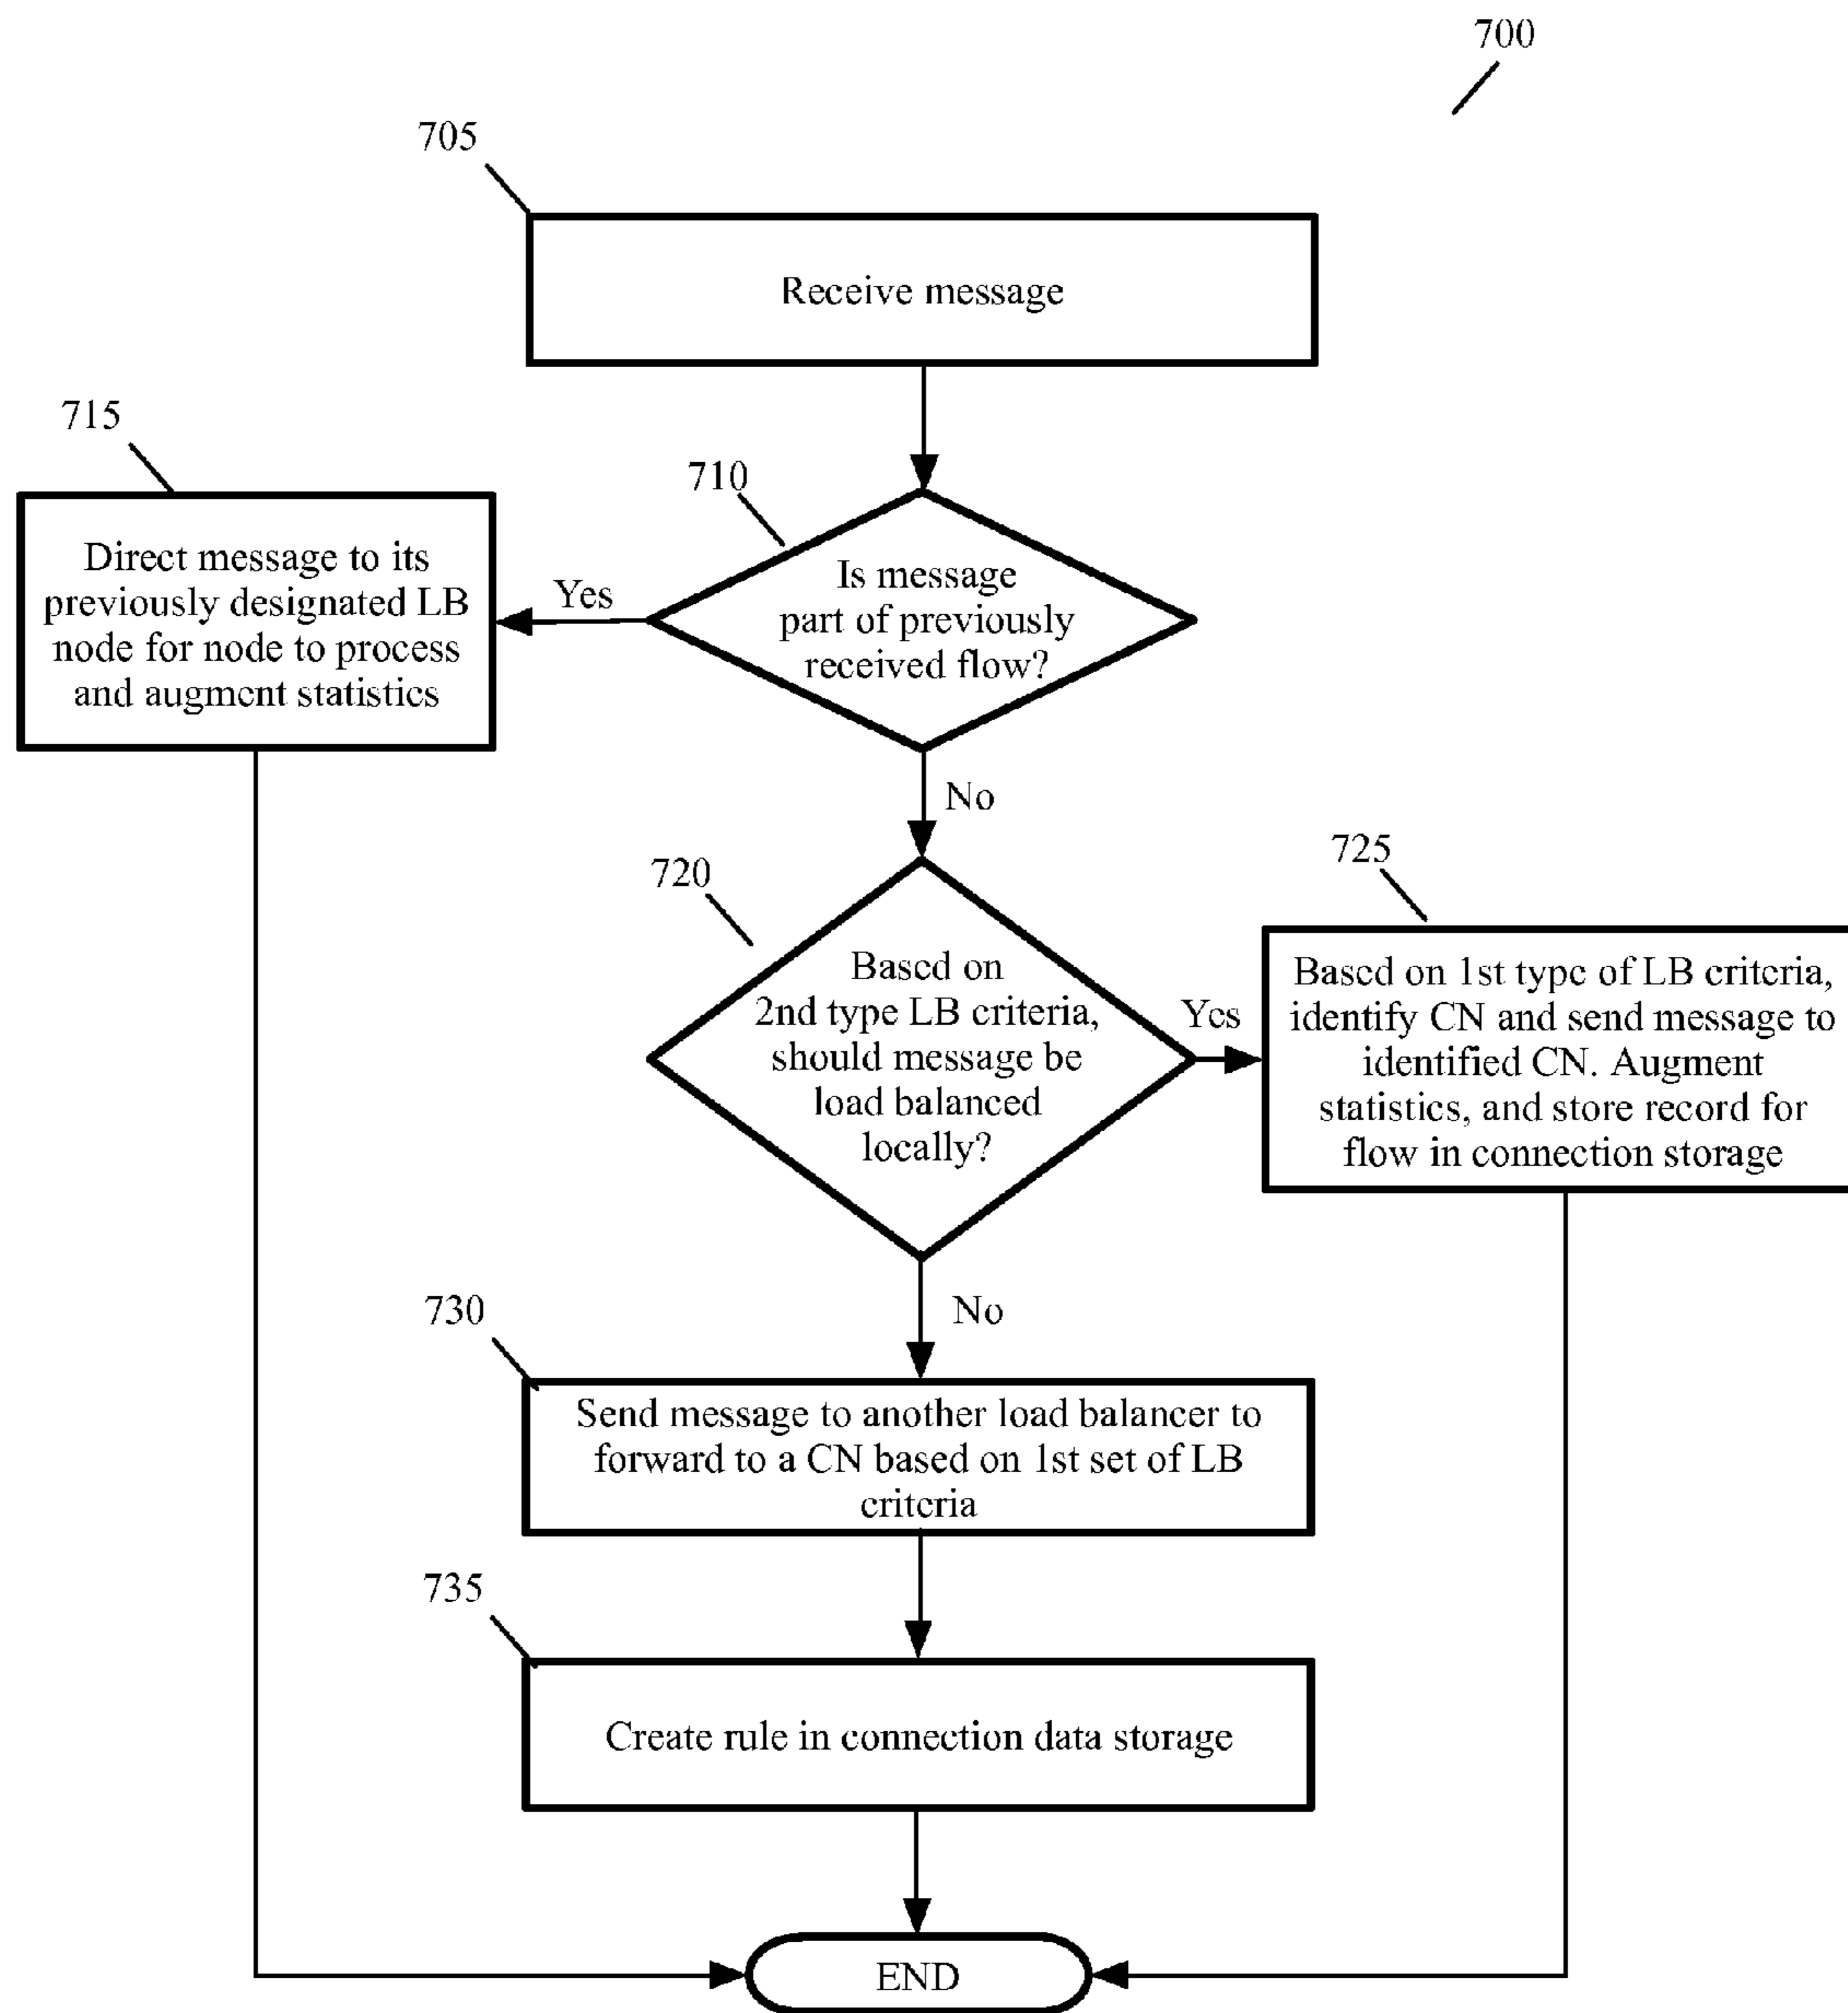 700
705
Receive message
715
710
Direct message to its
previously designated LB
node for node to process
and augment statistics
Yes
Is message
part of previously
received flow?
No
720
725
Based on
2nd type LB criteria,
should message be
load balanced
locally?
Yes
Based on 1st type of LB criteria,
identify CN and send message to
identified CN. Augment
statistics, and store record for
flow in connection storage
No
730
Send message to another load balancer to
forward to a CN based on 1st set of LB
criteria
735
Create rule in connection data storage
END